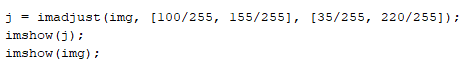 j = imadjust(img, [100/255, 155/255], [35/255, 220/255]);
imshow(j);
imshow(img);